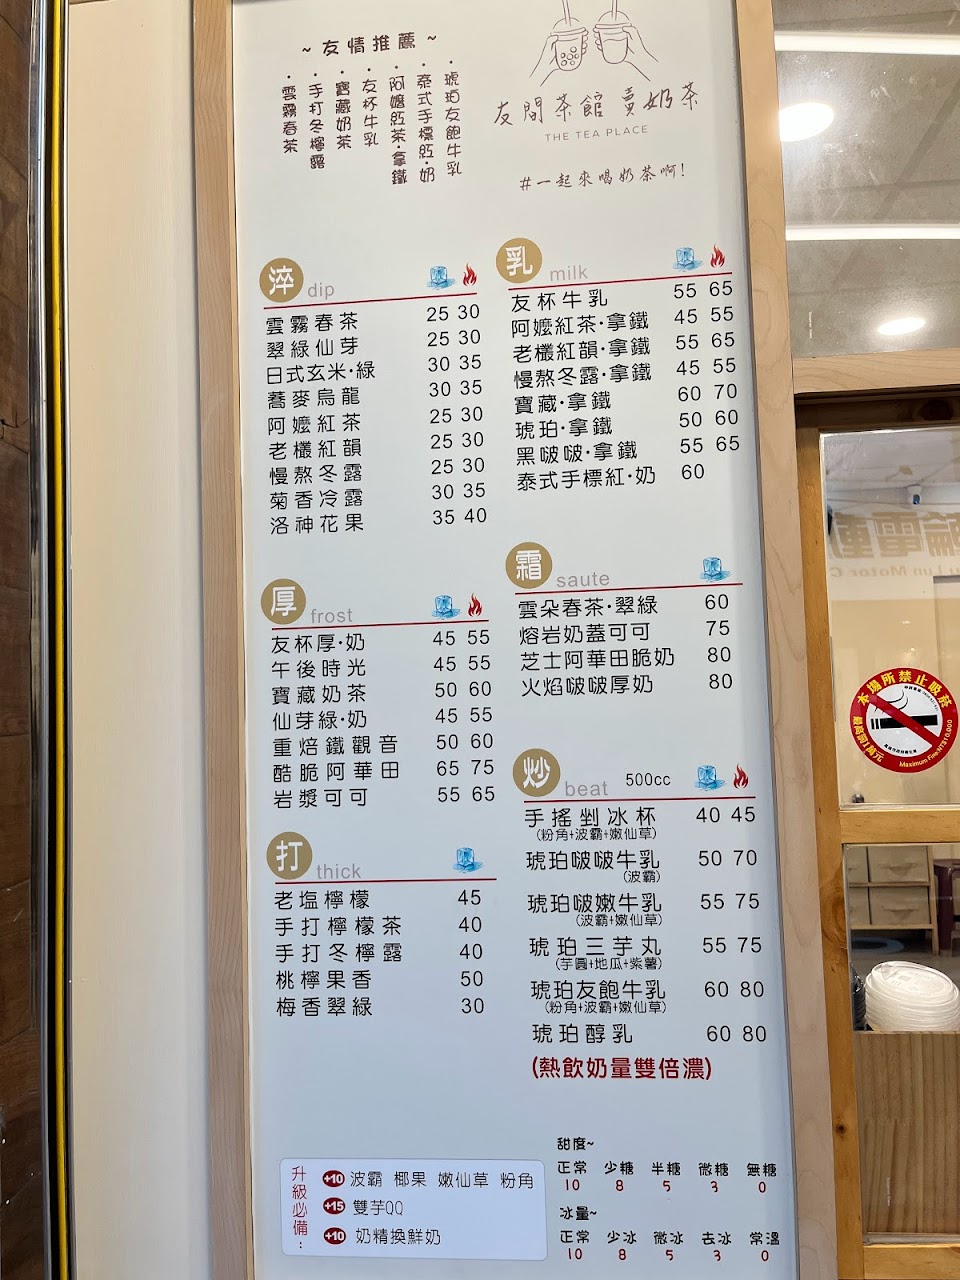 ~友情推薦~
·琥珀友飽牛乳
·泰式手標紅·奶
·阿嬤紅茶·拿鐵
·友杯牛乳
·寶藏奶茶
·手打冬檸露
·雲霧春茶
友間茶館 賣奶茶
THE TEA PLACE
#一起來喝奶茶啊!
淬 dip
雲霧春茶 25 30
翠綠仙芽 25 30
日式玄米·綠 30 35
蕎麥烏龍 30 35
阿嬤紅茶 25 30
老欉紅韻 25 30
慢熬冬露 25 30
菊香冷露 30 35
洛神花果 35 40
厚 frost
友杯厚·奶 45 55
午後時光 45 55
寶藏奶茶 50 60
仙芽綠·奶 45 55
重焙鐵觀音 50 60
酷脆阿華田 65 75
岩漿可可 55 65
打 thick
老塩檸檬 45
手打檸檬茶 40
手打冬檸露 40
桃檸果香 50
梅香翠綠 30
乳 milk
友杯牛乳 55 65
阿嬤紅茶·拿鐵 45 55
老欉紅韻·拿鐵 55 65
慢熬冬露·拿鐵 45 55
寶藏·拿鐵 60 70
琥珀·拿鐵 50 60
黑啵啵·拿鐵 55 65
泰式手標紅·奶 60
霜 saute
雲朵春茶·翠綠 60
熔岩奶蓋可可 75
芝士阿華田脆奶 80
火焰啵啵厚奶 80
炒 beat 500cc
手搖剉冰杯 40 45
(粉角+波霸+嫩仙草)
琥珀啵啵牛乳 50 70
(波霸)
琥珀啵嫩牛乳 55 75
(波霸+嫩仙草)
琥珀三芋丸 55 75
(芋圓+地瓜+紫薯)
琥珀友飽牛乳 60 80
(粉角+波霸+嫩仙草)
琥珀醇乳 60 80
(熱飲奶量雙倍濃)
升級必備:
+10 波霸 椰果 嫩仙草 粉角
+15 雙芋QQ
+10 奶精換鮮奶
甜度~
正常 少糖 半糖 微糖 無糖
10 8 5 3 0
冰量~
正常 少冰 微冰 去冰 常溫
10 8 5 3 0
本場所禁止吸菸
最高罰1萬元
Maximum Fine:NT$10,000